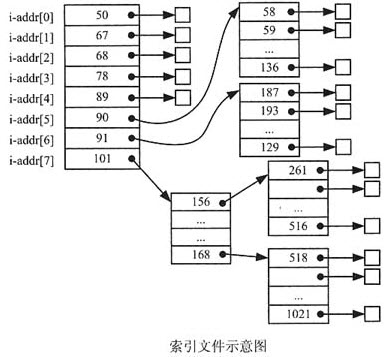 i-addr[0] 50
i-addr[1] 67
i-addr[2] 68
i-addr[3] 78
i-addr[4] 89
i-addr[5] 90
i-addr[6] 91
i-addr[7] 101
58
59
...
136
187
193
...
129
156
...
...
168
261
...
516
518
...
1021
索引文件示意图